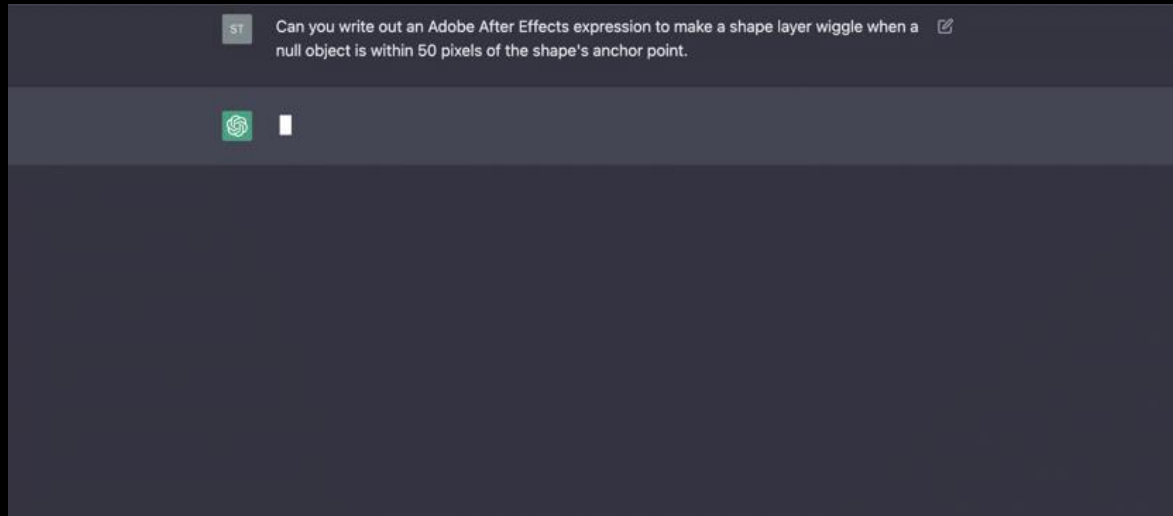 ST
Can you write out an Adobe After Effects expression to make a shape layer wiggle when a
null object is within 50 pixels of the shape's anchor point.